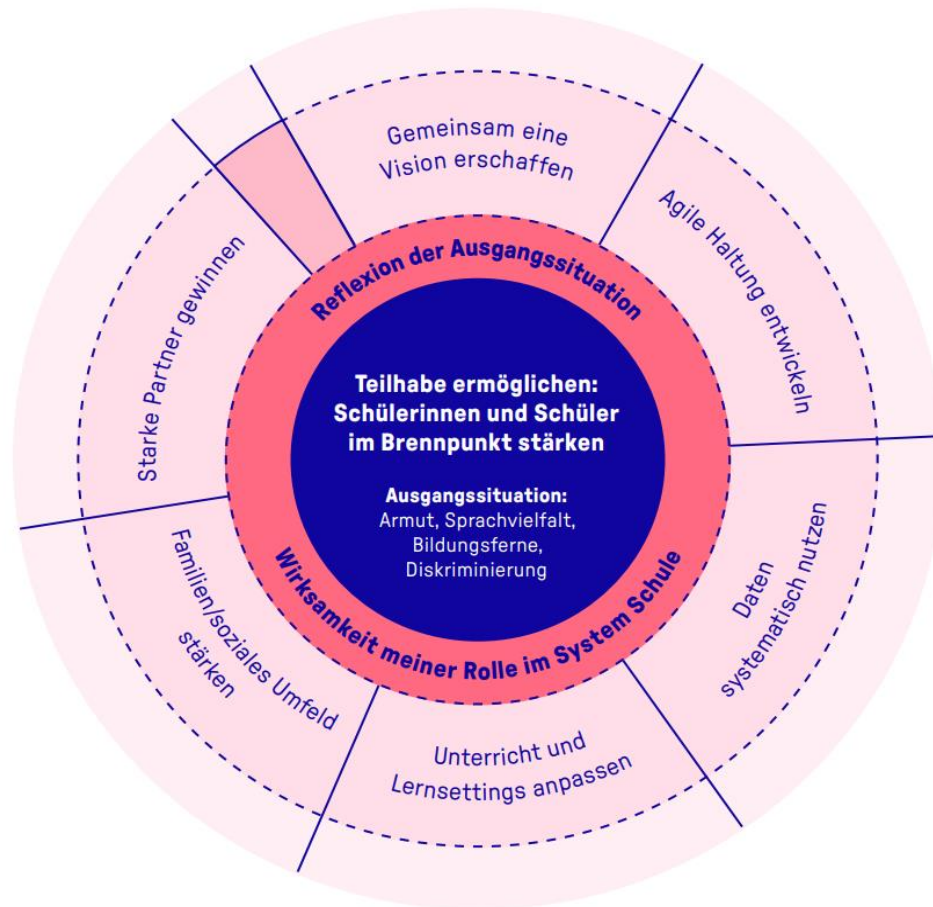 Gemeinsam eine
Vision erschaffen
Agile Haltung entwickeln
Daten
systematisch nutzen
Unterricht und
Lernsettings anpassen
Familien/soziales Umfeld
stärken
Starke Partner gewinnen
Reflexion der Ausgangssituation
Wirksamkeit meiner Rolle im System Schule
Teilhabe ermöglichen:
Schülerinnen und Schüler
im Brennpunkt stärken
Ausgangssituation:
Armut, Sprachvielfalt,
Bildungsferne,
Diskriminierung